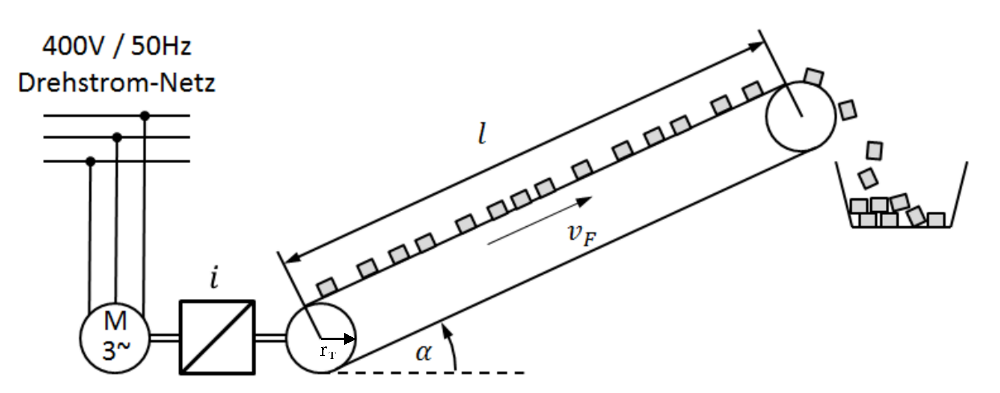 400V / 50Hz
Drehstrom-Netz
l
v_F
i
M
3~
r_T
α